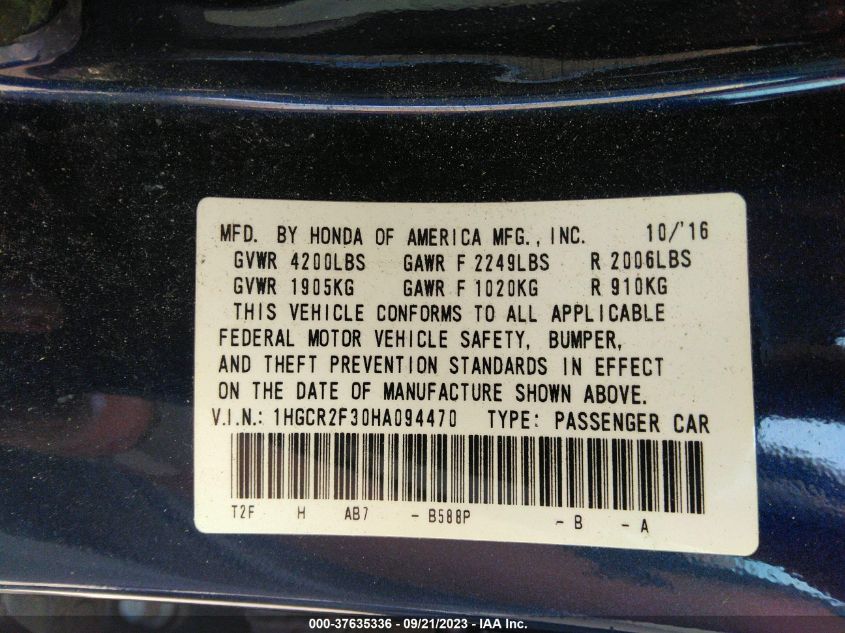 MFD. BY HONDA OF AMERICA MFG., INC. 10/'16
GVWR 4200LBS GAWR F 2249LBS R 2006LBS
GVWR 1905KG GAWR F 1020KG R 910KG
THIS VEHICLE CONFORMS TO ALL APPLICABLE
FEDERAL MOTOR VEHICLE SAFETY, BUMPER,
AND THEFT PREVENTION STANDARDS IN EFFECT
ON THE DATE OF MANUFACTURE SHOWN ABOVE.
V.I.N.: 1HGCR2F30HA094470 TYPE: PASSENGER CAR
T2F H AB7 - B588P - B - A
000-37635336 - 09/21/2023 - IAA Inc.